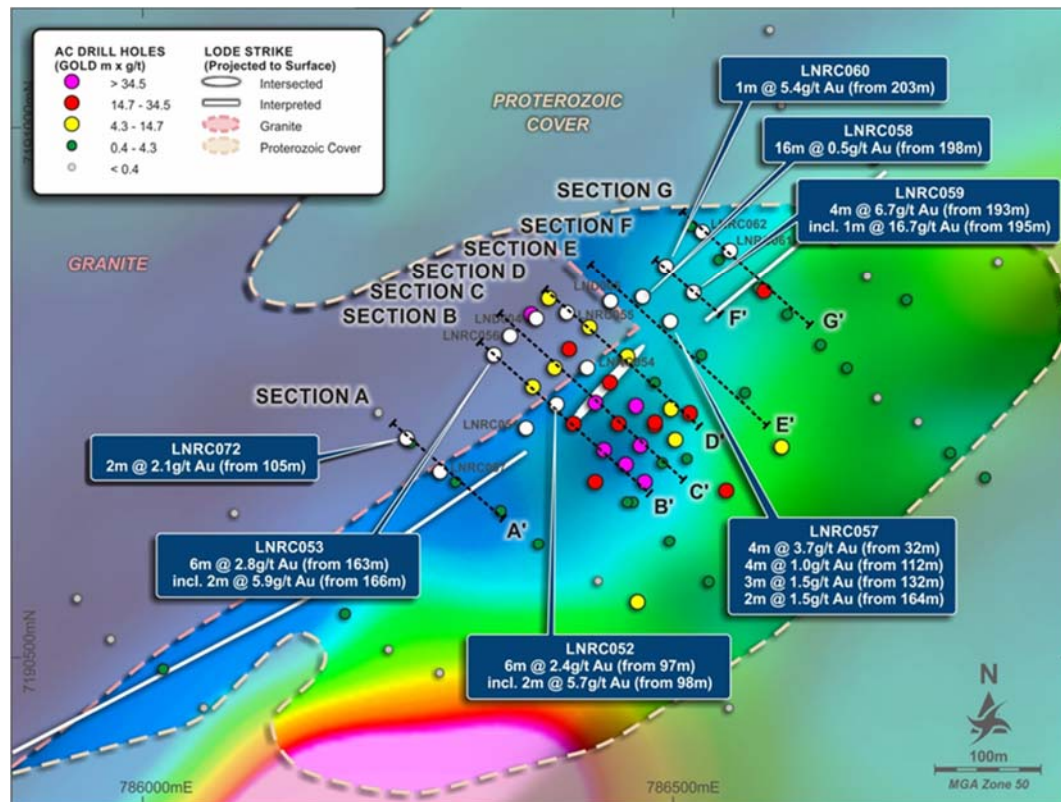 AC DRILL HOLES
(GOLD m x g/t)
> 34.5
14.7 - 34.5
4.3 - 14.7
0.4 - 4.3
< 0.4
LODE STRIKE
(Projected to Surface)
Intersected
Interpreted
Granite
Proterozoic Cover
PROTEROZOIC
COVER
LNRC060
1m @ 5.4g/t Au (from 203m)
LNRC058
16m @ 0.5g/t Au (from 198m)
LNRC059
4m @ 6.7g/t Au (from 193m)
incl. 1m @ 16.7g/t Au (from 195m)
7191000mN
GRANITE
SECTION G
SECTION F
SECTION E
SECTION D
SECTION C
SECTION B
SECTION A
LNRC062
LNRC061
LNRC055
LNRC056
G'
F'
E'
D'
C'
B'
A'
LNRC072
2m @ 2.1g/t Au (from 105m)
LNRC053
6m @ 2.8g/t Au (from 163m)
incl. 2m @ 5.9g/t Au (from 166m)
LNRC057
4m @ 3.7g/t Au (from 32m)
4m @ 1.0g/t Au (from 112m)
3m @ 1.5g/t Au (from 132m)
2m @ 1.5g/t Au (from 164m)
LNRC052
6m @ 2.4g/t Au (from 97m)
incl. 2m @ 5.7g/t Au (from 98m)
7190500mN
N
100m
MGA Zone 50
786000mE
786500mE